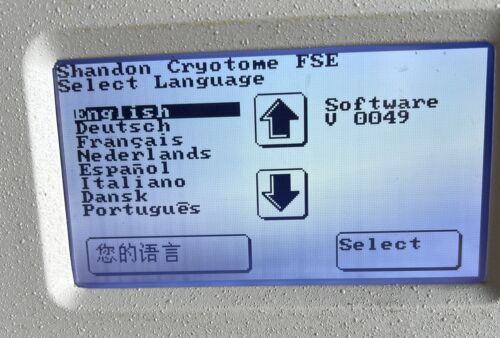 Shandon Cryotome FSE
Select Language
English
Deutsch
Français
Nederlands
Español
Italiano
Dansk
Português
Software
V 0049
您的语言
Select